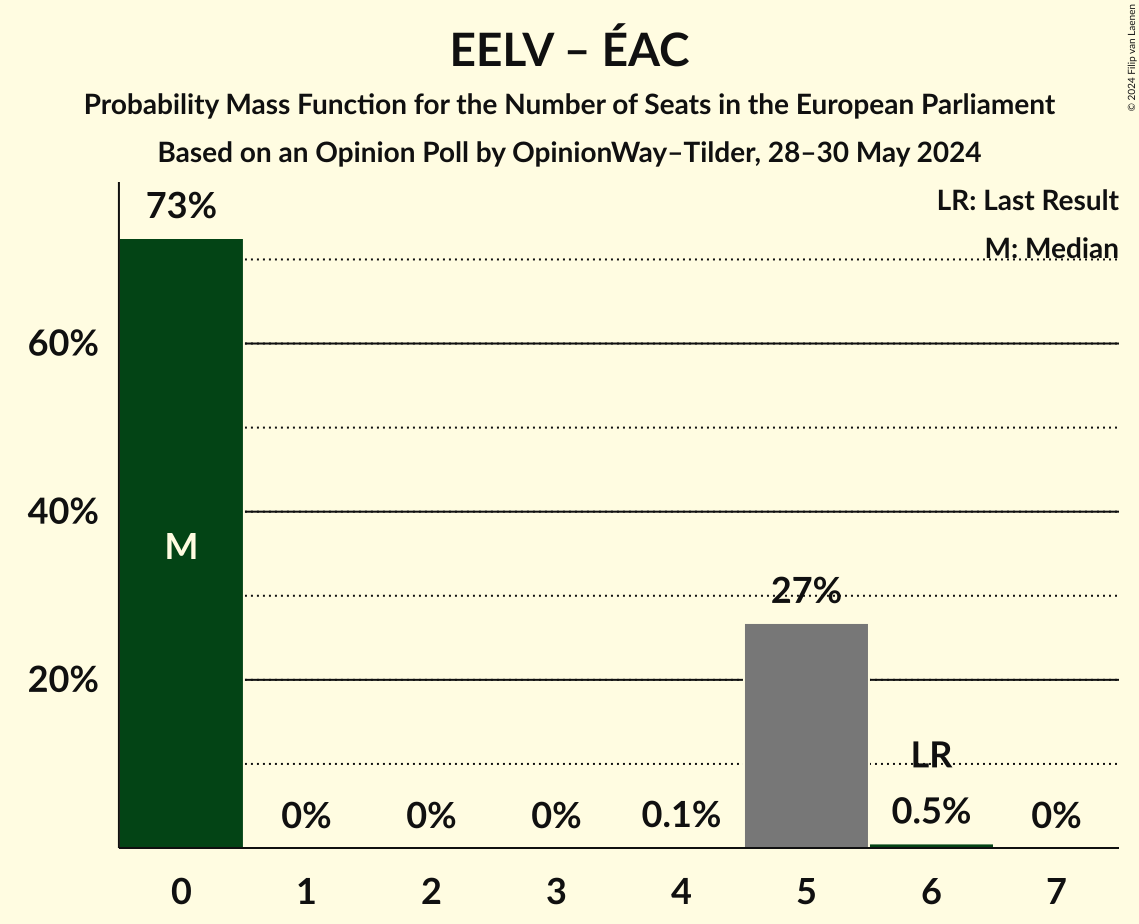 EELV – ÉAC
Probability Mass Function for the Number of Seats in the European Parliament
Based on an Opinion Poll by OpinionWay–Tilder, 28–30 May 2024
© 2024 Filip van Laenen
LR: Last Result
M: Median
73%
60%
40%
20%
M
0%
0%
0%
0.1%
27%
LR
0.5%
0%
0 1 2 3 4 5 6 7